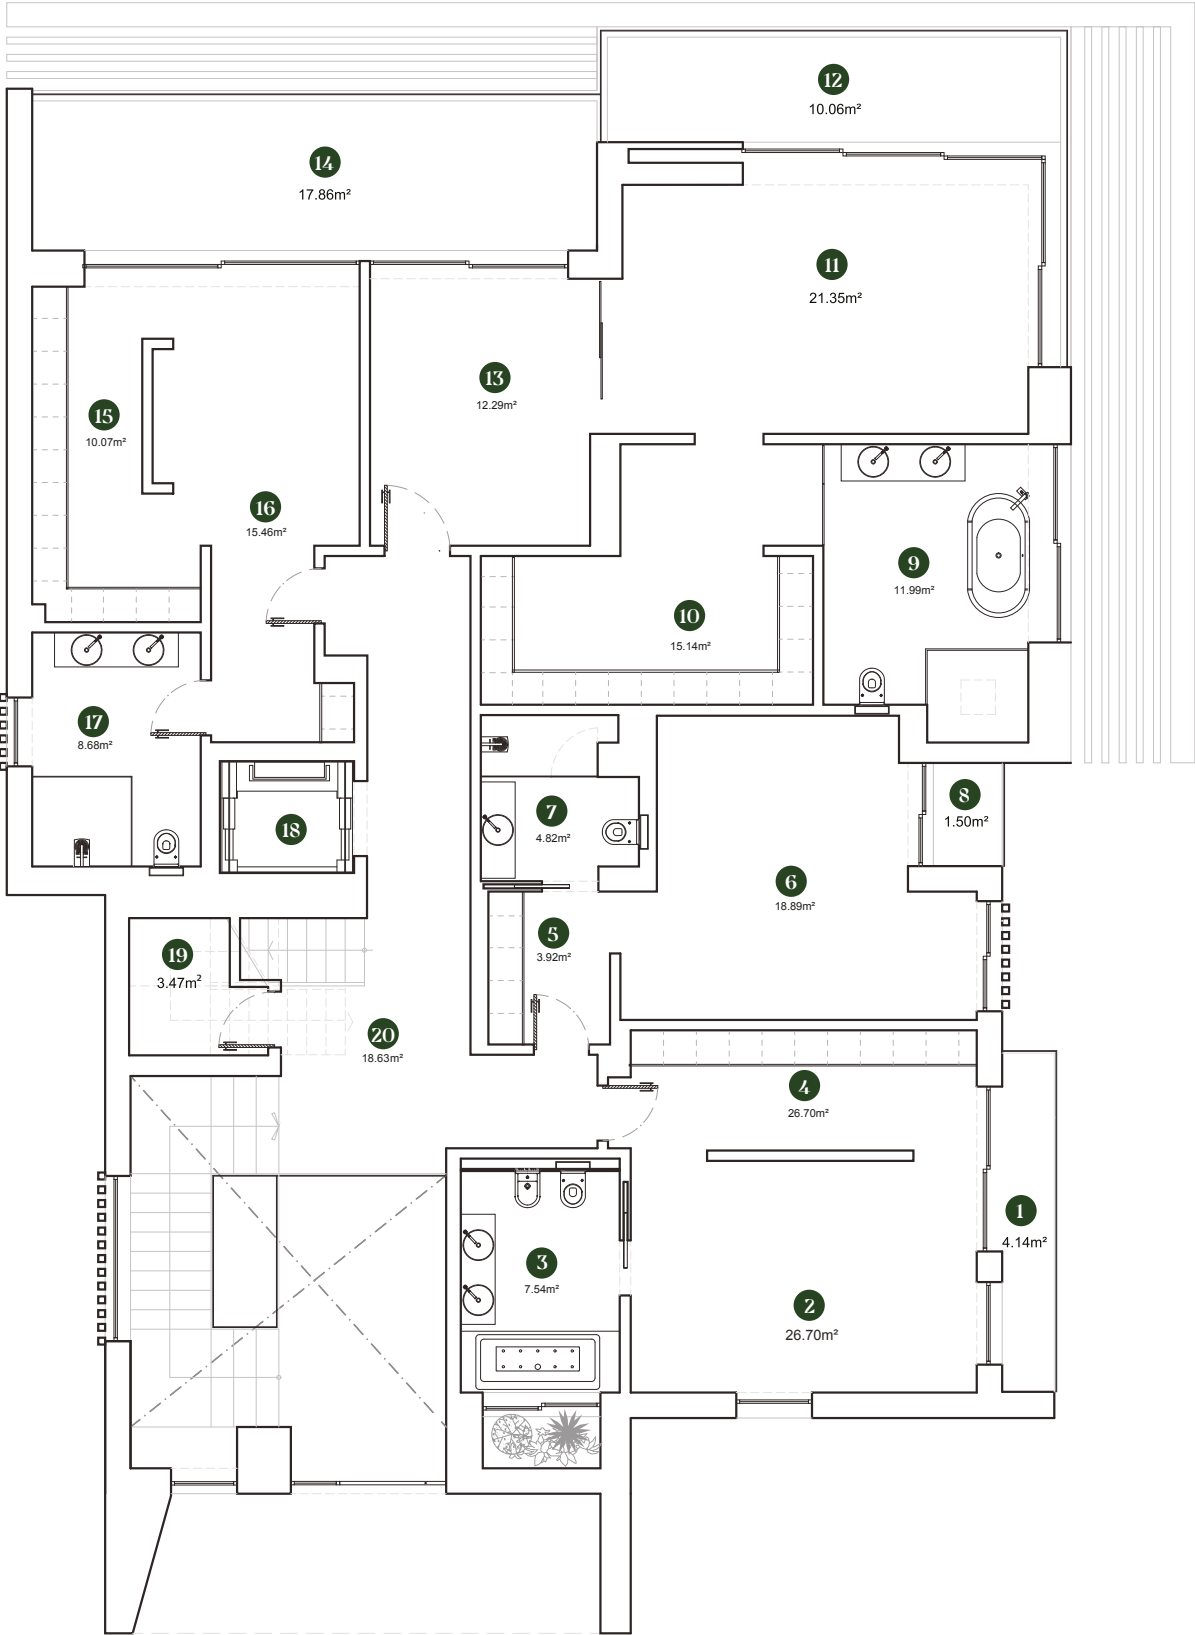 12
10.06m²
14
17.86m²
11
21.35m²
13
12.29m²
15
10.07m²
16
15.46m²
9
11.99m²
10
15.14m²
17
8.68m²
8
1.50m²
7
4.82m²
18
6
18.89m²
5
3.92m²
19
3.47m²
20
18.63m²
4
26.70m²
1
4.14m²
3
7.54m²
2
26.70m²